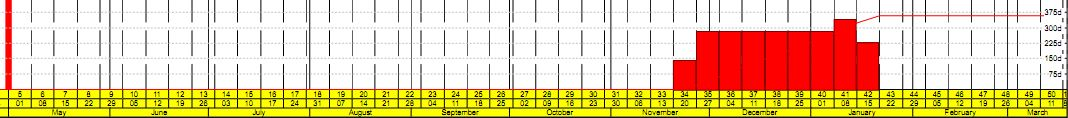 375d
300d
225d
150d
75d
5 6 7 8 9 10 11 12 13 14 15 16 17 18 19 20 21 22 23 24 25 26 27 28 29 30 31 32 33 34 35 36 37 38 39 40 41 42 43 44 45 46 47 48 49 50
01 08 15 22 29 05 12 19 26 03 10 17 24 31 07 14 21 28 04 11 18 25 02 09 16 23 30 06 13 20 27 04 11 18 25 01 08 15 22 29 05 12 19 26 04 11
May June July August September October November December January February March